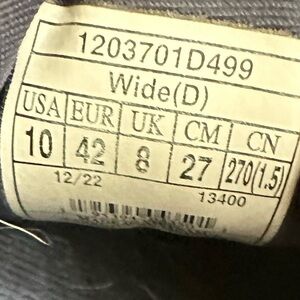 1203701D499
Wide(D)
USA EUR UK CM CN
10 42 8 27 270(1.5)
12/22 13400